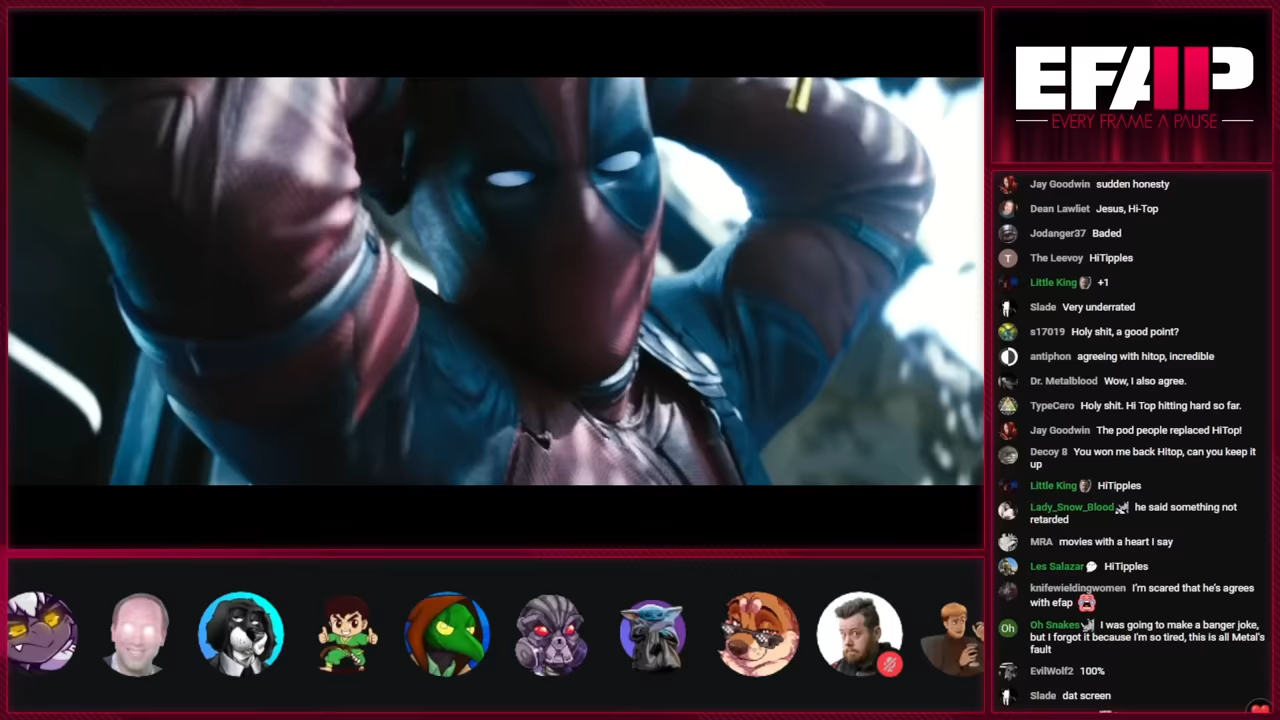 EFAP
EVERY FRAME A PAUSE
Jay Goodwin sudden honesty
Dean Lawliet Jesus, Hi-Top
Jodanger37 Baded
T The Leevoy HiTipples
Little King +1
Slade Very underrated
s17019 Holy shit, a good point?
antiphon agreeing with hitop, incredible
Dr. Metalblood Wow, I also agree.
TypeCero Holy shit. Hi Top hitting hard so far.
Jay Goodwin The pod people replaced HiTop!
Decoy 8 You won me back Hitop, can you keep it
up
Little King HiTipples
Lady_Snow_Blood he said something not
retarded
MRA movies with a heart I say
Les Salazar HiTipples
knifewieldingwomen I'm scared that he's agrees
with efap
Oh Oh Snakes I was going to make a banger joke,
but I forgot it because I'm so tired, this is all Metal's
fault
EvilWolf2 100%
Slade dat screen